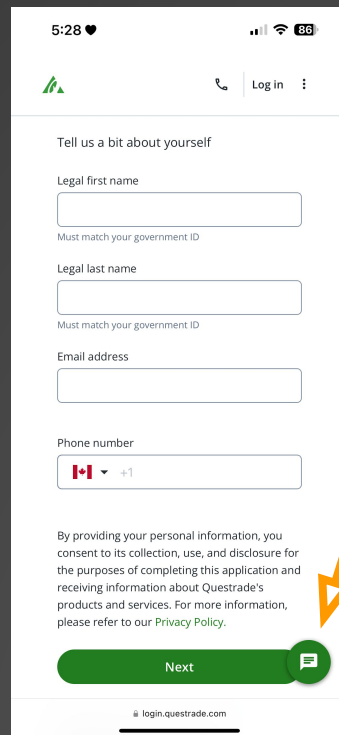 5:28
86
Log in
Tell us a bit about yourself
Legal first name
Must match your government ID
Legal last name
Must match your government ID
Email address
Phone number
+1
By providing your personal information, you
consent to its collection, use, and disclosure for
the purposes of completing this application and
receiving information about Questrade's
products and services. For more information,
please refer to our Privacy Policy.
Next
login.questrade.com